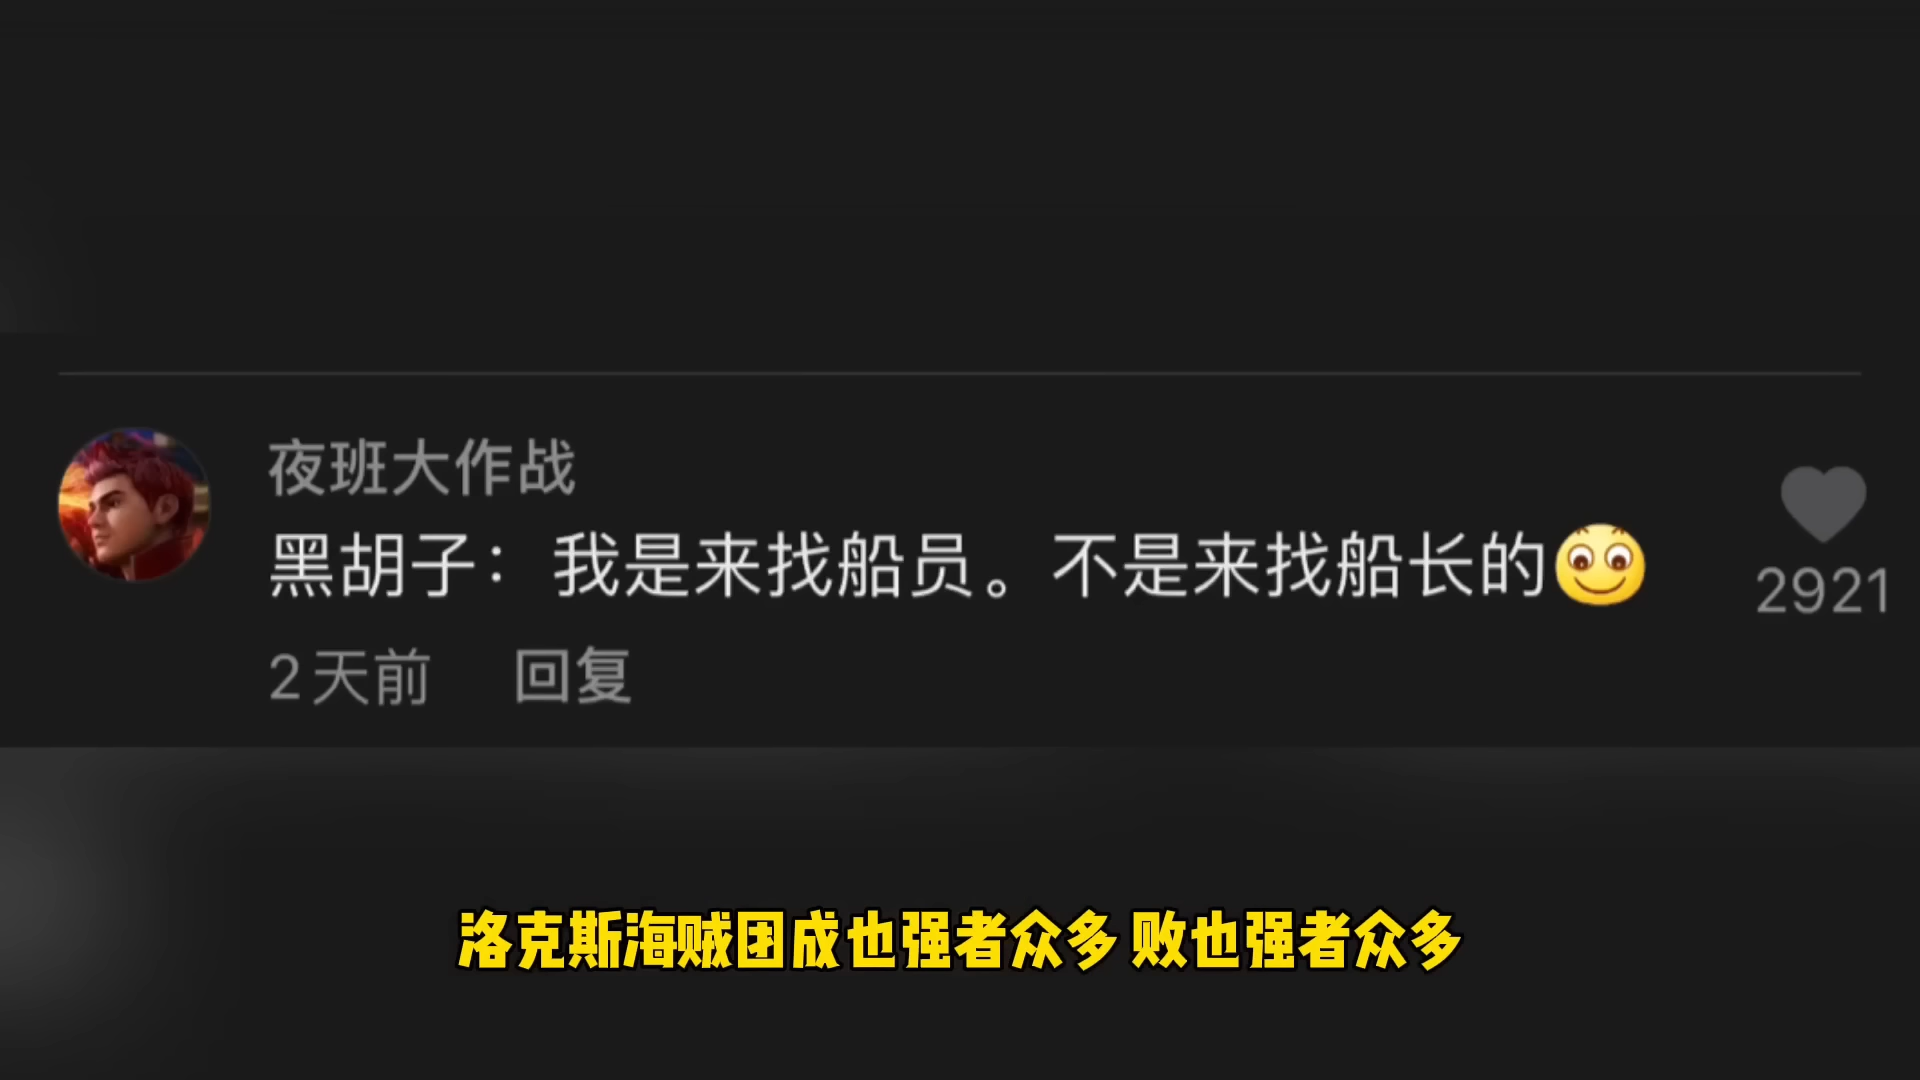 夜班大作战
黑胡子：我是来找船员。不是来找船长的
2921
2天前 回复
洛克斯海贼团成也强者众多 败也强者众多